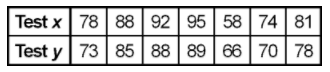 Test x 78 88 92 95 58 74 81
Test y 73 85 88 89 66 70 78